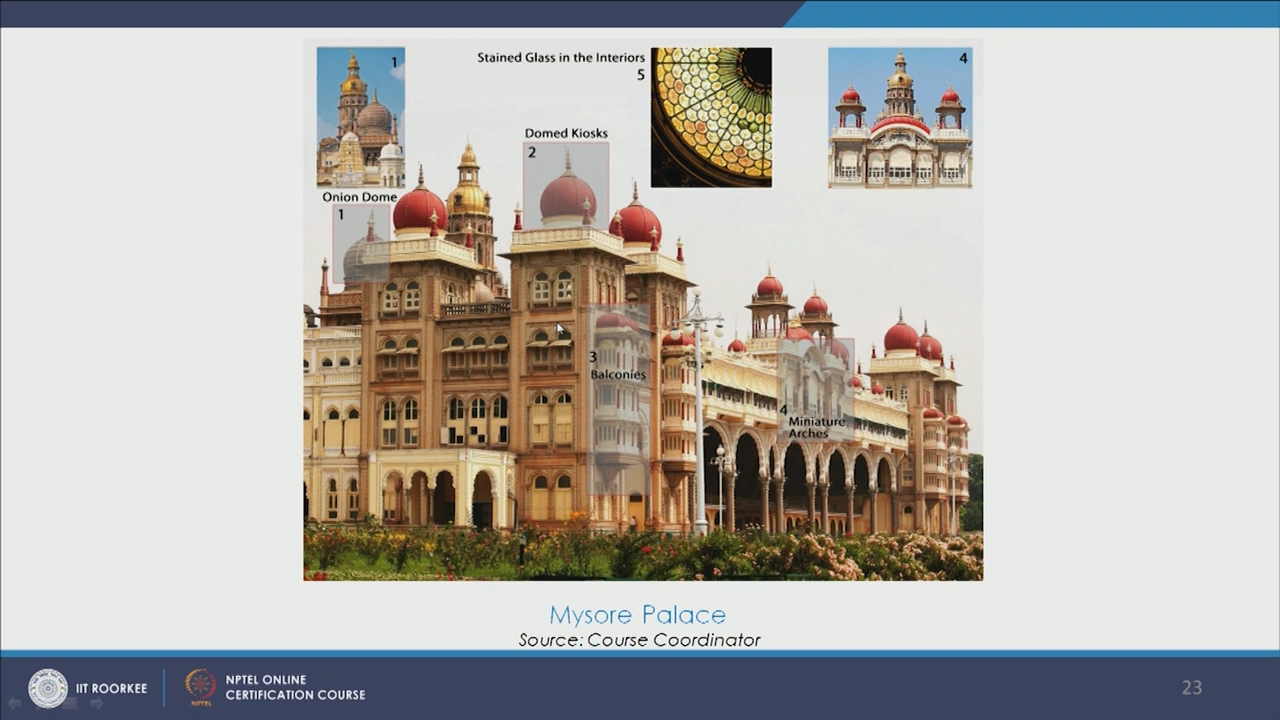 1
Stained Glass in the Interiors
5
4
Domed Kiosks
2
Onion Dome
1
3
Balconies
4
Miniature
Arches
Mysore Palace
Source: Course Coordinator
IIT ROORKEE
NPTEL
NPTEL ONLINE
CERTIFICATION COURSE
23